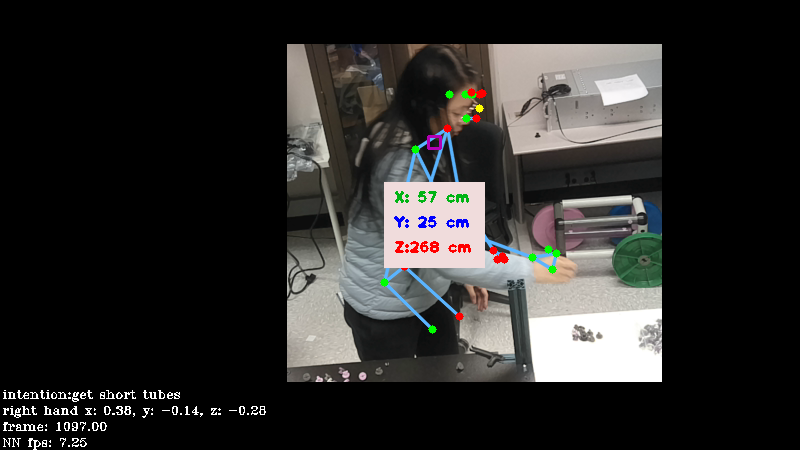 X: 57 cm
Y: 25 cm
Z:268 cm
intention:get short tubes
right hand x: 0.38, y: -0.14, z: -0.28
frame: 1097.00
NN fps: 7.25